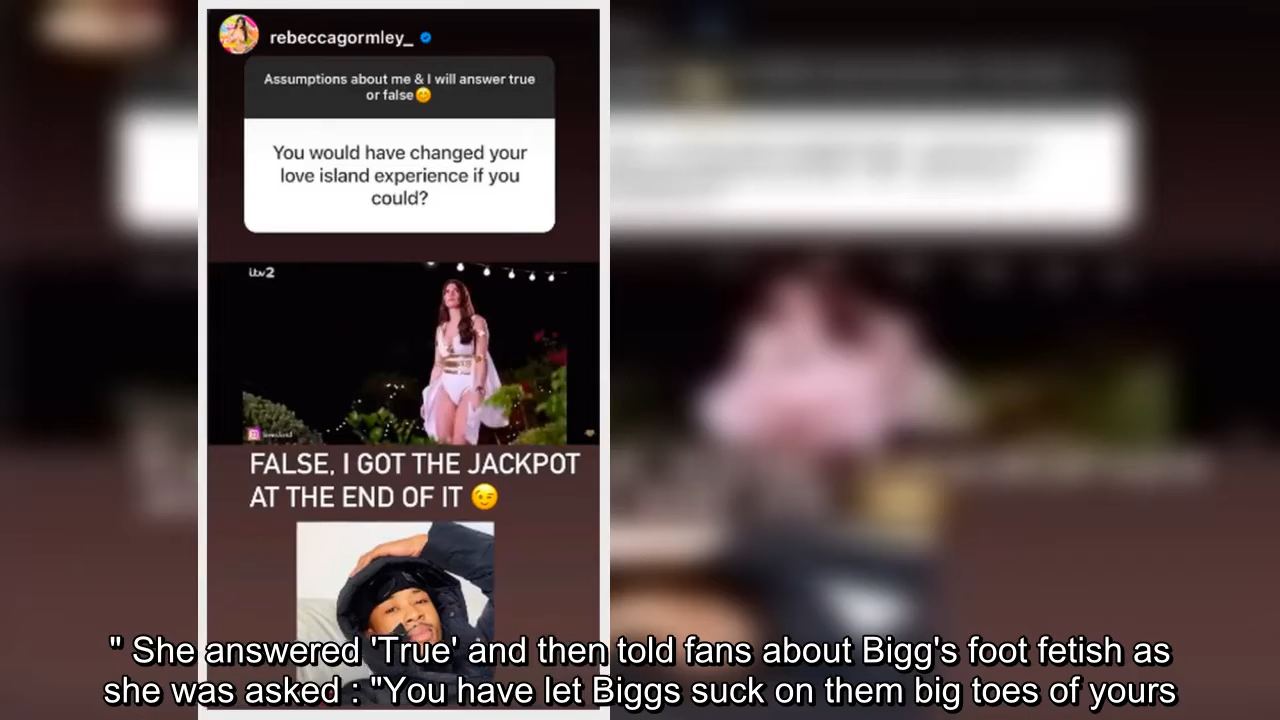 rebeccagormley_
Assumptions about me & I will answer true
or false😊
You would have changed your
love island experience if you
could?
itv2
FALSE, I GOT THE JACKPOT
AT THE END OF IT 😉
" She answered 'True' and then told fans about Bigg's foot fetish as
she was asked : "You have let Biggs suck on them big toes of yours